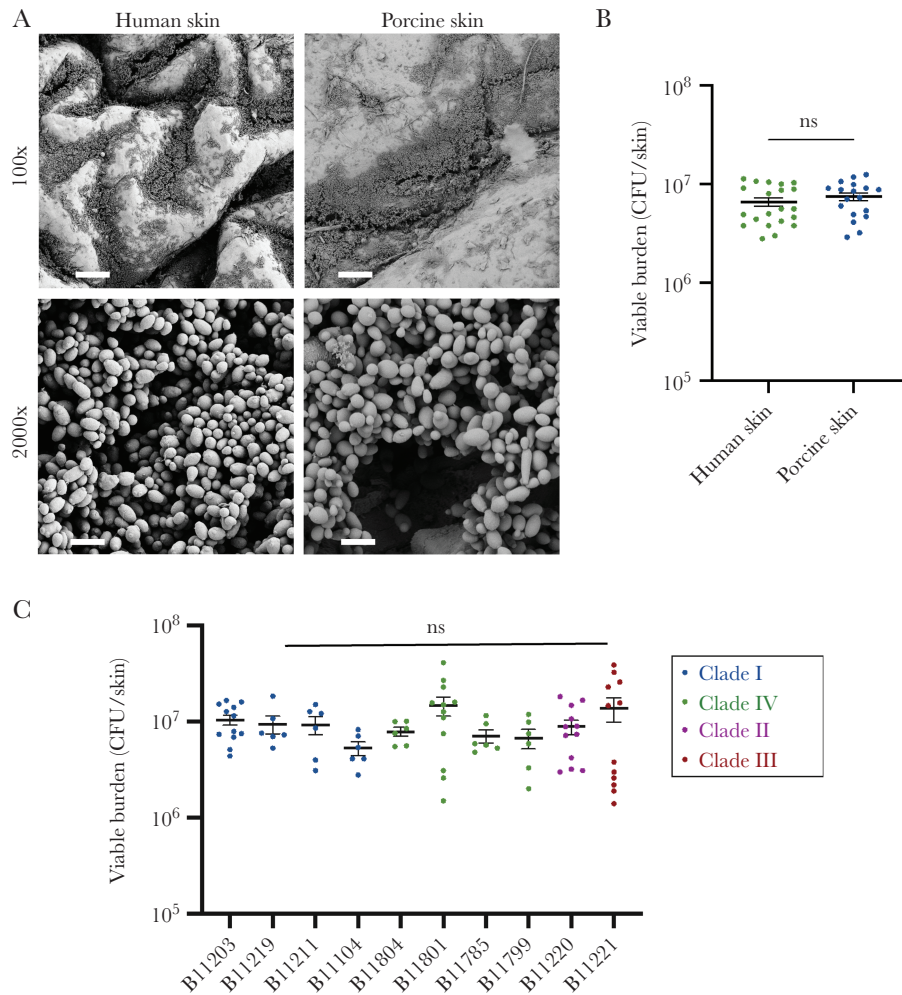 A
Human skin
Porcine skin
100x
2000x
B
Viable burden (CFU/skin)
10⁸
10⁷
10⁶
10⁵
ns
Human skin
Porcine skin
C
Viable burden (CFU/skin)
10⁸
10⁷
10⁶
10⁵
ns
B11203
B11219
B11211
B11104
B11804
B11801
B11785
B11799
B11220
B11221
Clade I
Clade IV
Clade II
Clade III